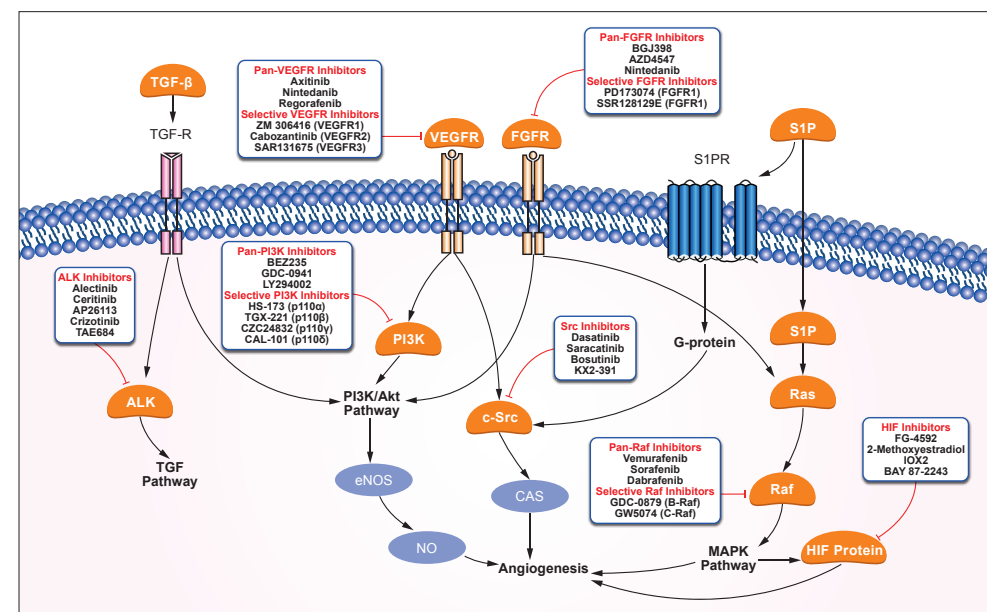 Pan-FGFR Inhibitors
BGJ398
AZD4547
Nintedanib
Selective FGFR Inhibitors
PD173074 (FGFR1)
SSR128129E (FGFR1)
Pan-VEGFR Inhibitors
Axitinib
Nintedanib
Regorafenib
Selective VEGFR Inhibitors
ZM 306416 (VEGFR1)
Cabozantinib (VEGFR2)
SAR131675 (VEGFR3)
TGF-β
TGF-R
VEGFR
FGFR
S1P
S1PR
Pan-PI3K Inhibitors
BEZ235
GDC-0941
LY294002
Selective PI3K Inhibitors
HS-173 (p110α)
TGX-221 (p110β)
CZC24832 (p110γ)
CAL-101 (p110δ)
ALK Inhibitors
Alectinib
Ceritinib
AP26113
Crizotinib
TAE684
PI3K
Src Inhibitors
Dasatinib
Saracatinib
Bosutinib
KX2-391
G-protein
S1P
ALK
PI3K/Akt
Pathway
c-Src
Ras
TGF
Pathway
eNOS
CAS
Pan-Raf Inhibitors
Vemurafenib
Sorafenib
Dabrafenib
Selective Raf Inhibitors
GDC-0879 (B-Raf)
GW5074 (C-Raf)
Raf
HIF Inhibitors
FG-4592
2-Methoxyestradiol
IOX2
BAY 87-2243
NO
Angiogenesis
MAPK
Pathway
HIF Protein